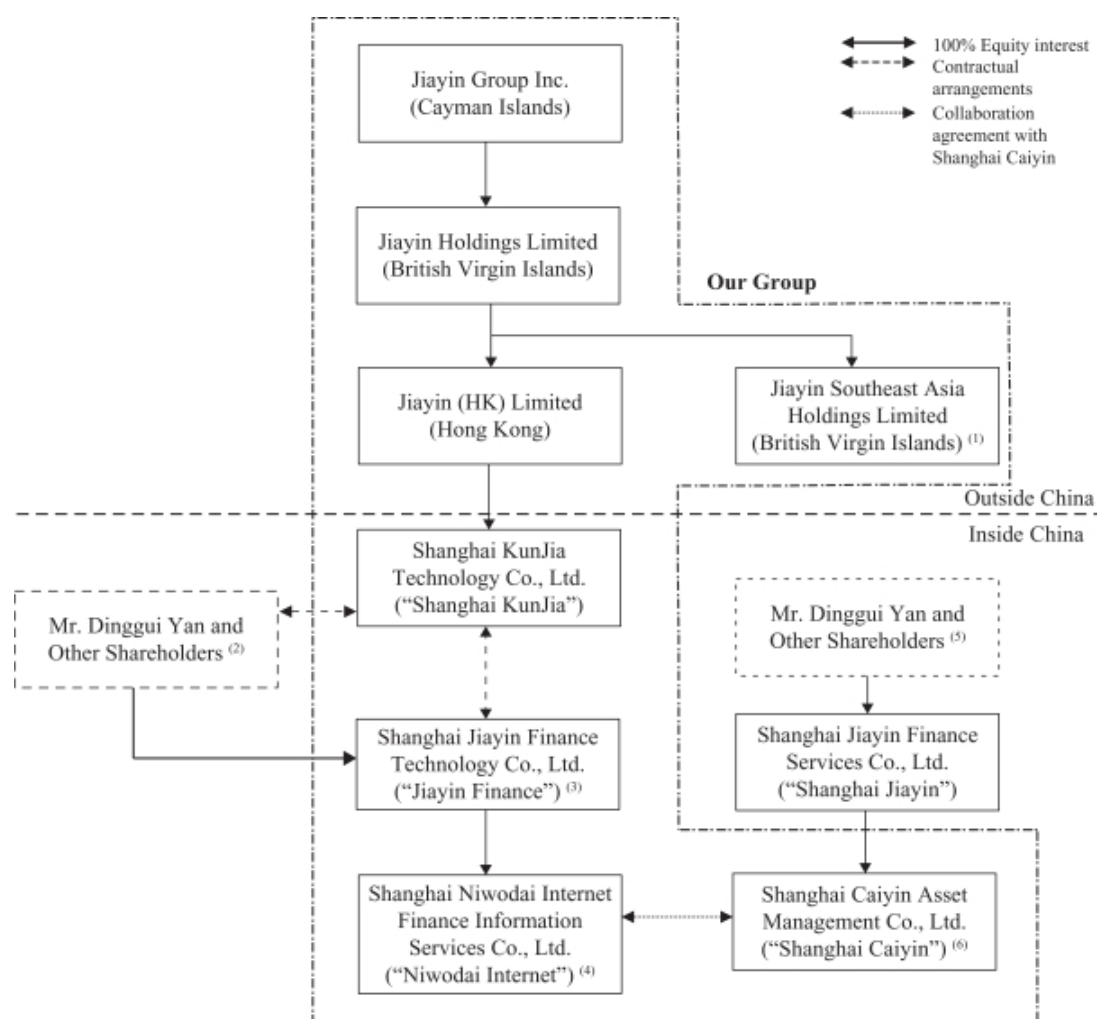 100% Equity interest
Contractual
arrangements
Collaboration
agreement with
Shanghai Caiyin
Jiayin Group Inc.
(Cayman Islands)
Jiayin Holdings Limited
(British Virgin Islands)
Our Group
Jiayin (HK) Limited
(Hong Kong)
Jiayin Southeast Asia
Holdings Limited
(British Virgin Islands) (1)
Outside China
Inside China
Shanghai KunJia
Technology Co., Ltd.
(“Shanghai KunJia”)
Mr. Dinggui Yan and
Other Shareholders (2)
Mr. Dinggui Yan and
Other Shareholders (5)
Shanghai Jiayin Finance
Technology Co., Ltd.
(“Jiayin Finance”) (3)
Shanghai Jiayin Finance
Services Co., Ltd.
(“Shanghai Jiayin”)
Shanghai Niwodai Internet
Finance Information
Services Co., Ltd.
(“Niwodai Internet”) (4)
Shanghai Caiyin Asset
Management Co., Ltd.
(“Shanghai Caiyin”) (6)